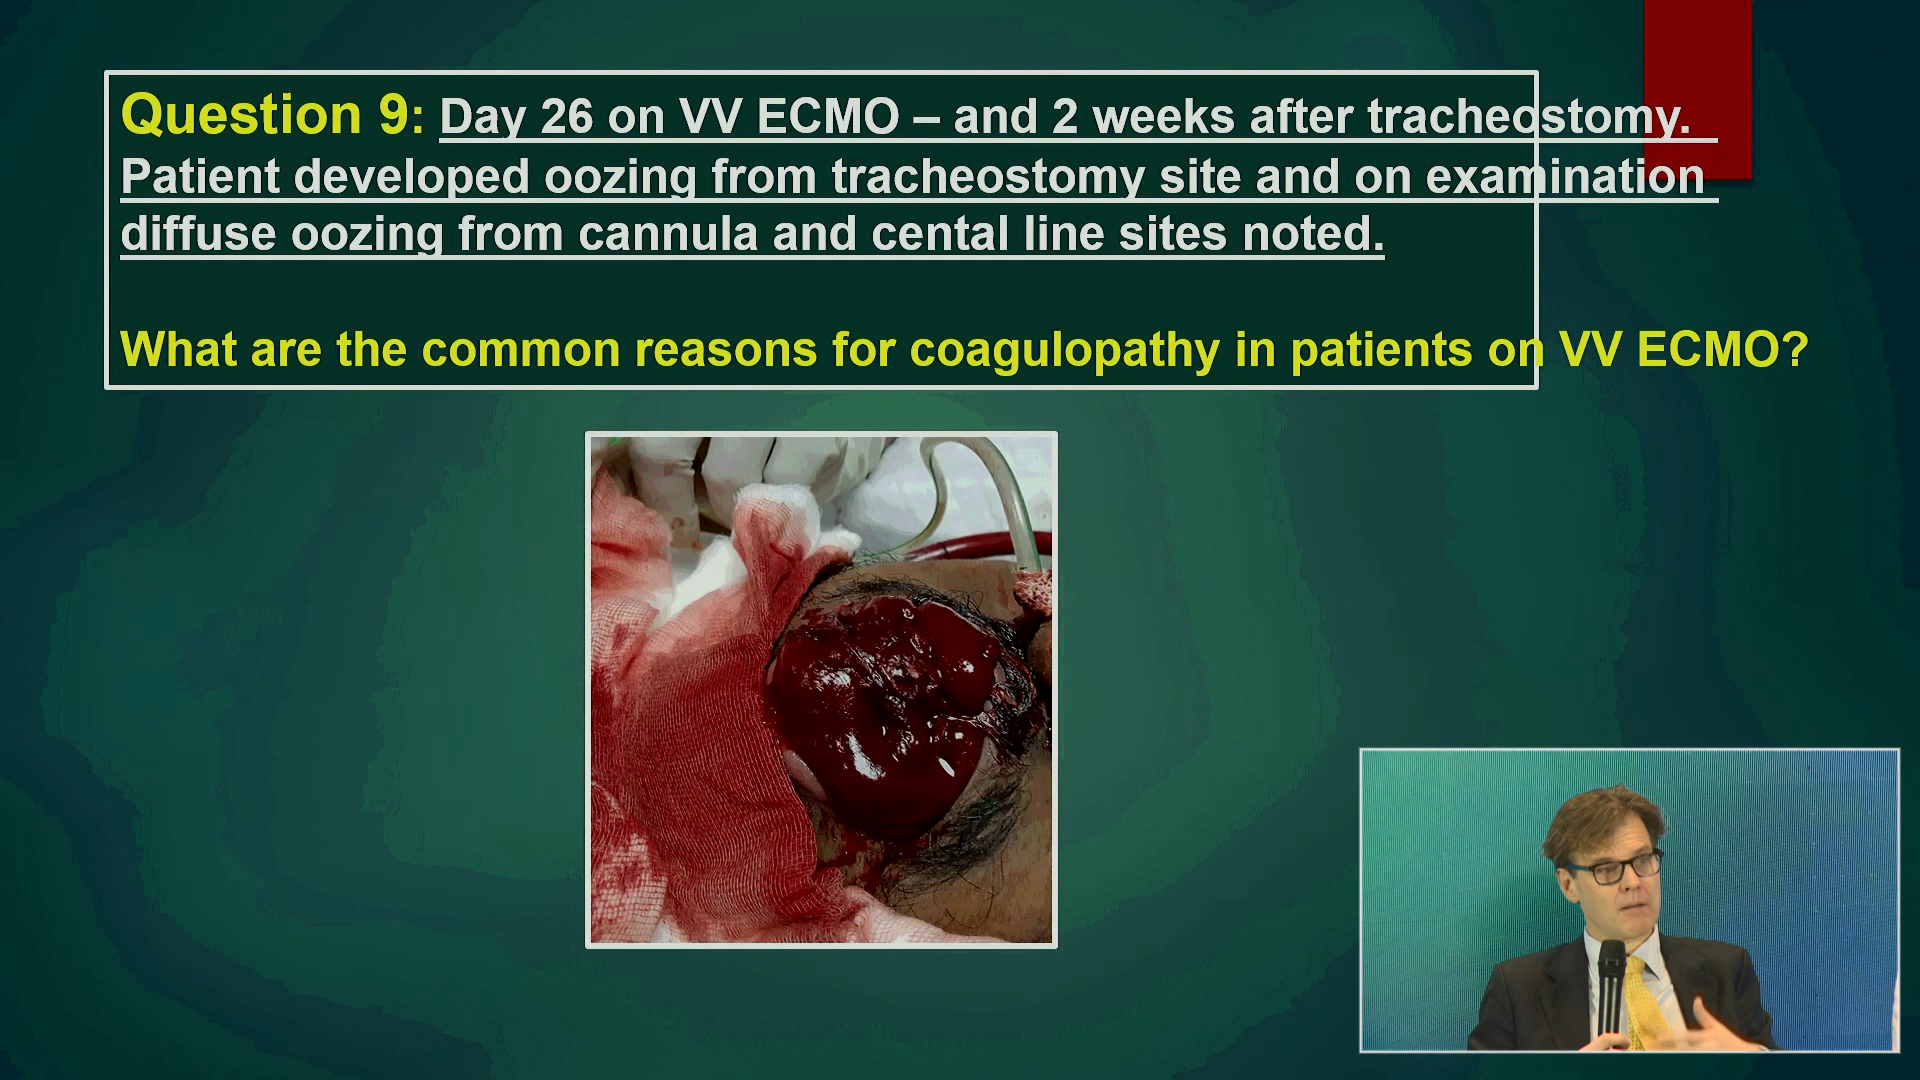 Question 9: Day 26 on VV ECMO – and 2 weeks after tracheostomy.
Patient developed oozing from tracheostomy site and on examination
diffuse oozing from cannula and cental line sites noted.
What are the common reasons for coagulopathy in patients on VV ECMO?